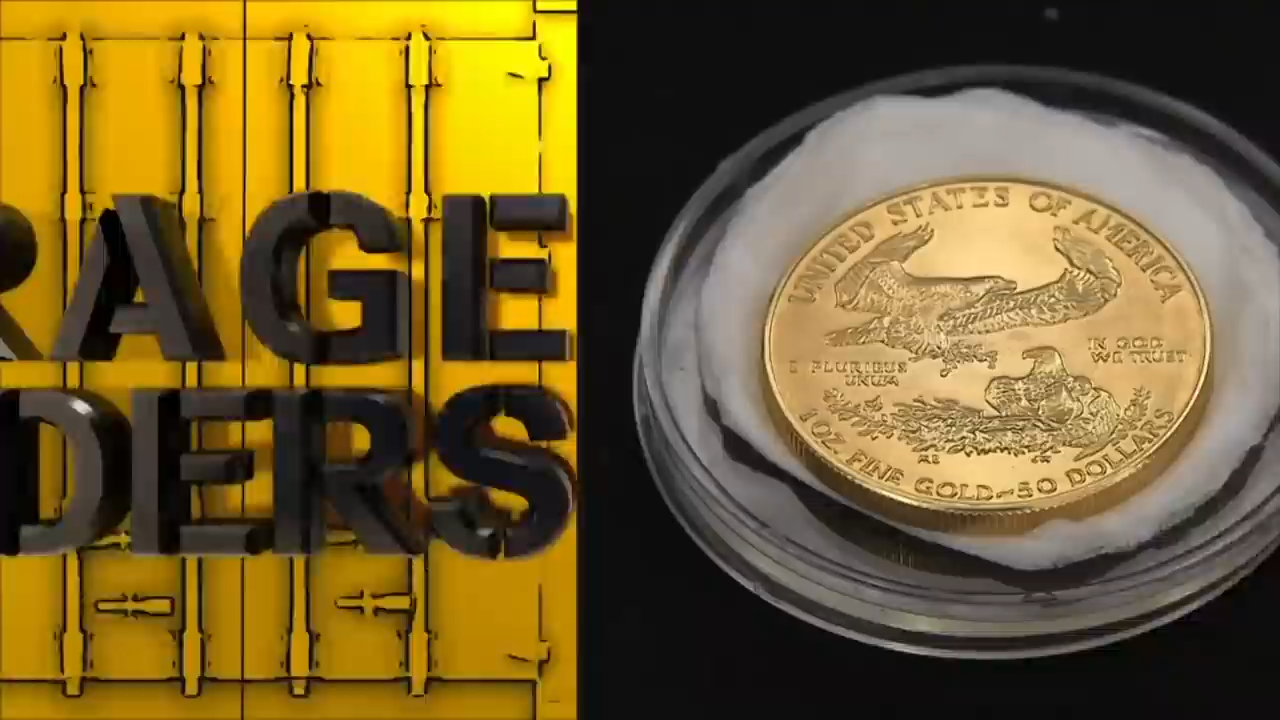 RAGE
DERS
UNITED STATES OF AMERICA
E PLURIBUS
UNUM
IN GOD
WE TRUST
1 OZ. FINE GOLD~50 DOLLARS